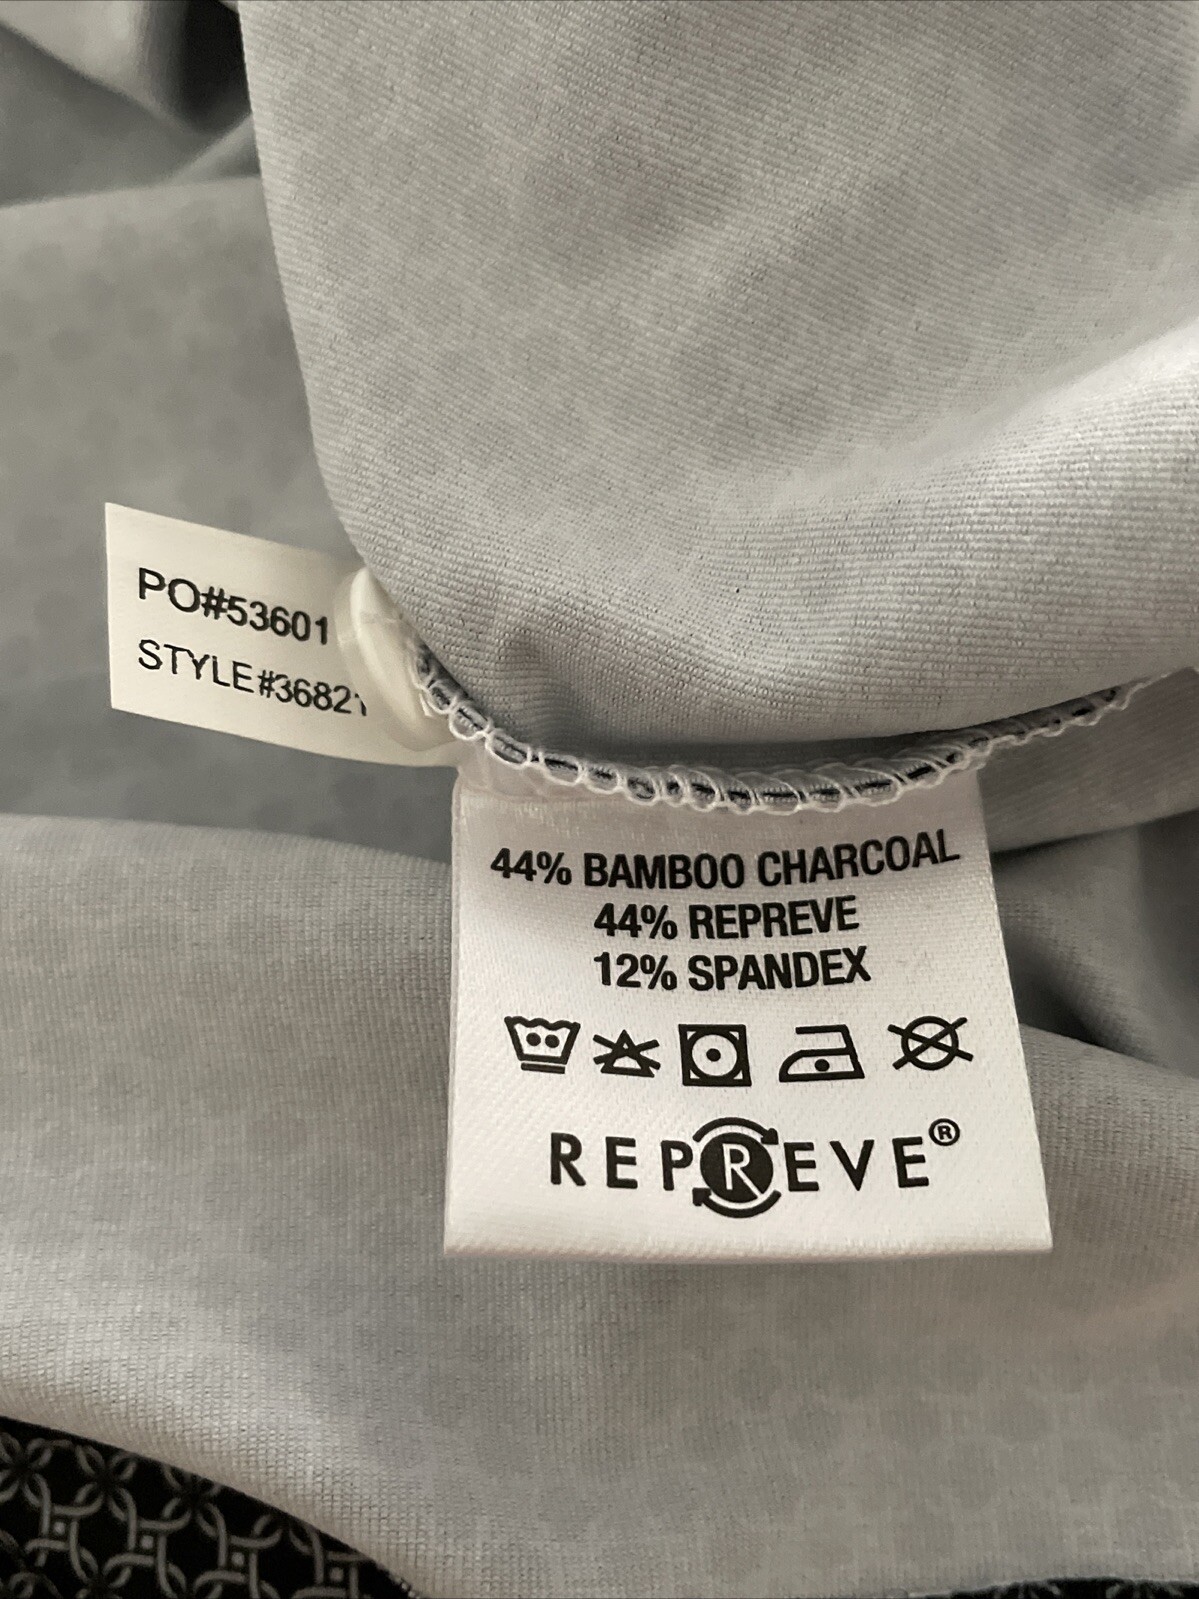 PO#53601
STYLE#36821
44% BAMBOO CHARCOAL
44% REPREVE
12% SPANDEX
REPREVE®